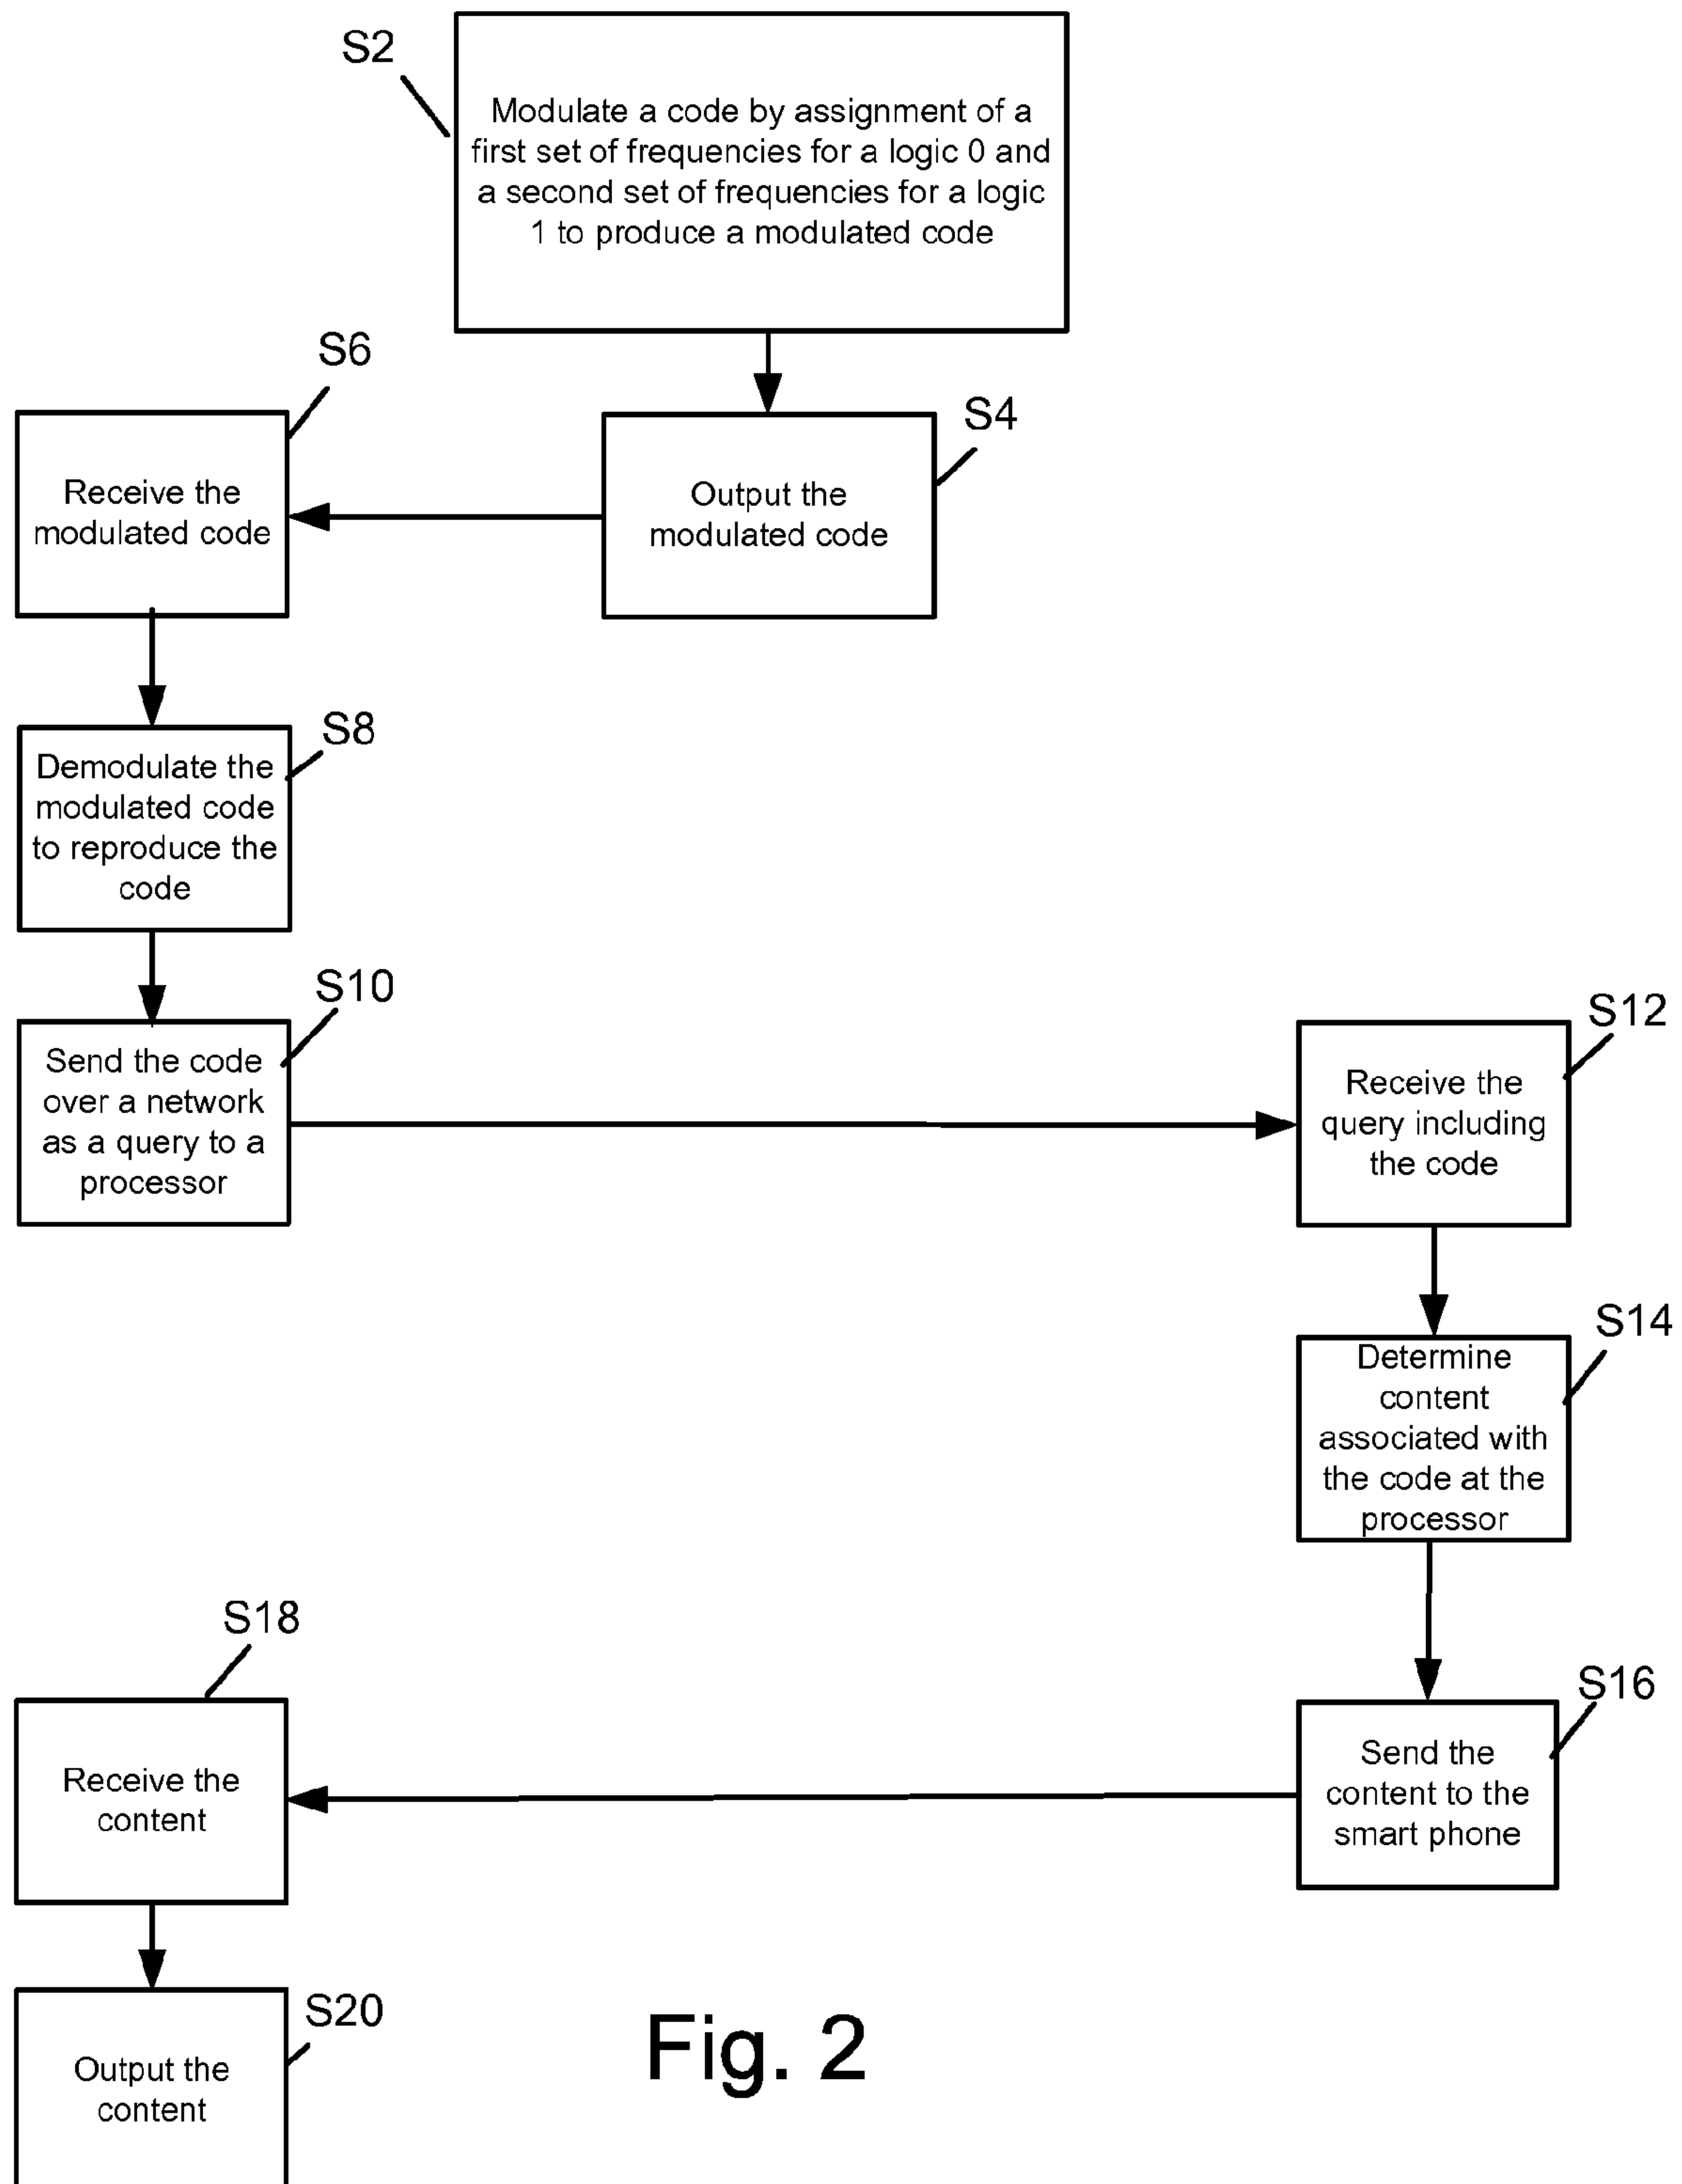 S2
Modulate a code by assignment of a
first set of frequencies for a logic 0 and
a second set of frequencies for a logic
1 to produce a modulated code
S6
Receive the
modulated code
S4
Output the
modulated code
S8
Demodulate the
modulated code
to reproduce the
code
S10
Send the code
over a network
as a query to a
processor
S12
Receive the
query including
the code
S14
Determine
content
associated with
the code at the
processor
S16
Send the
content to the
smart phone
S18
Receive the
content
S20
Output the
content
Fig. 2